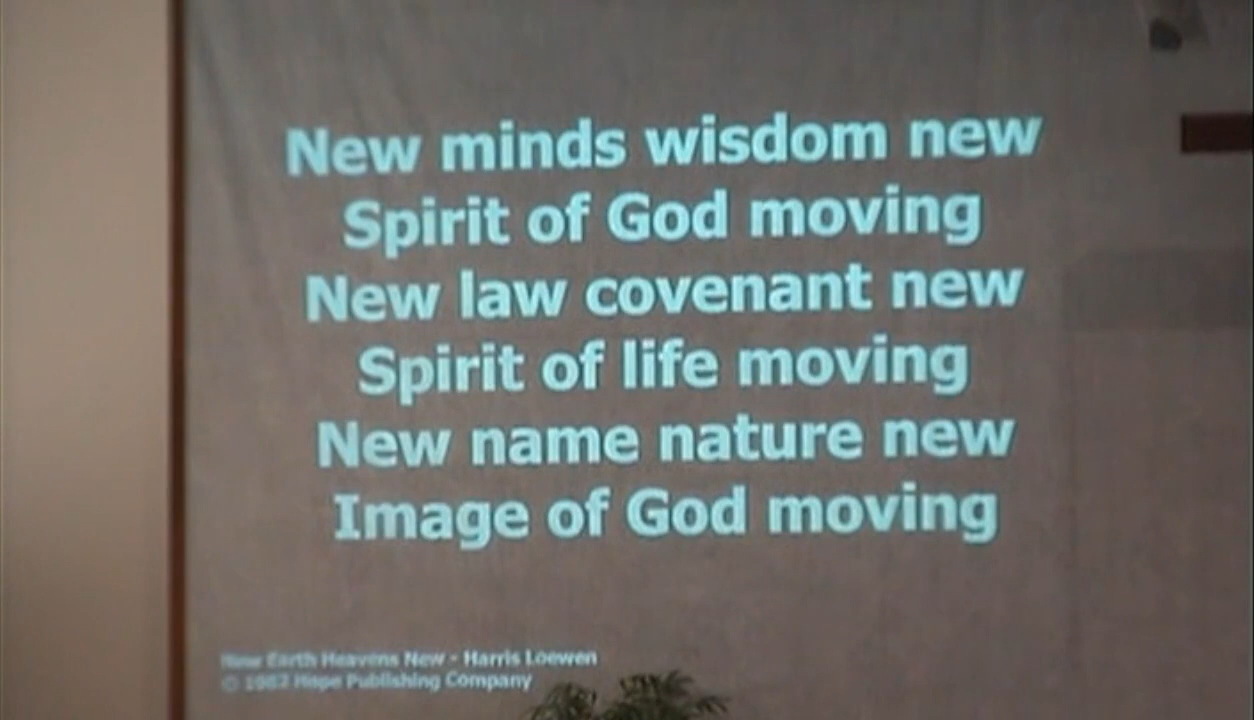 New minds wisdom new
Spirit of God moving
New law covenant new
Spirit of life moving
New name nature new
Image of God moving
New Earth Heavens New - Harris Loewen
© 1982 Hope Publishing Company